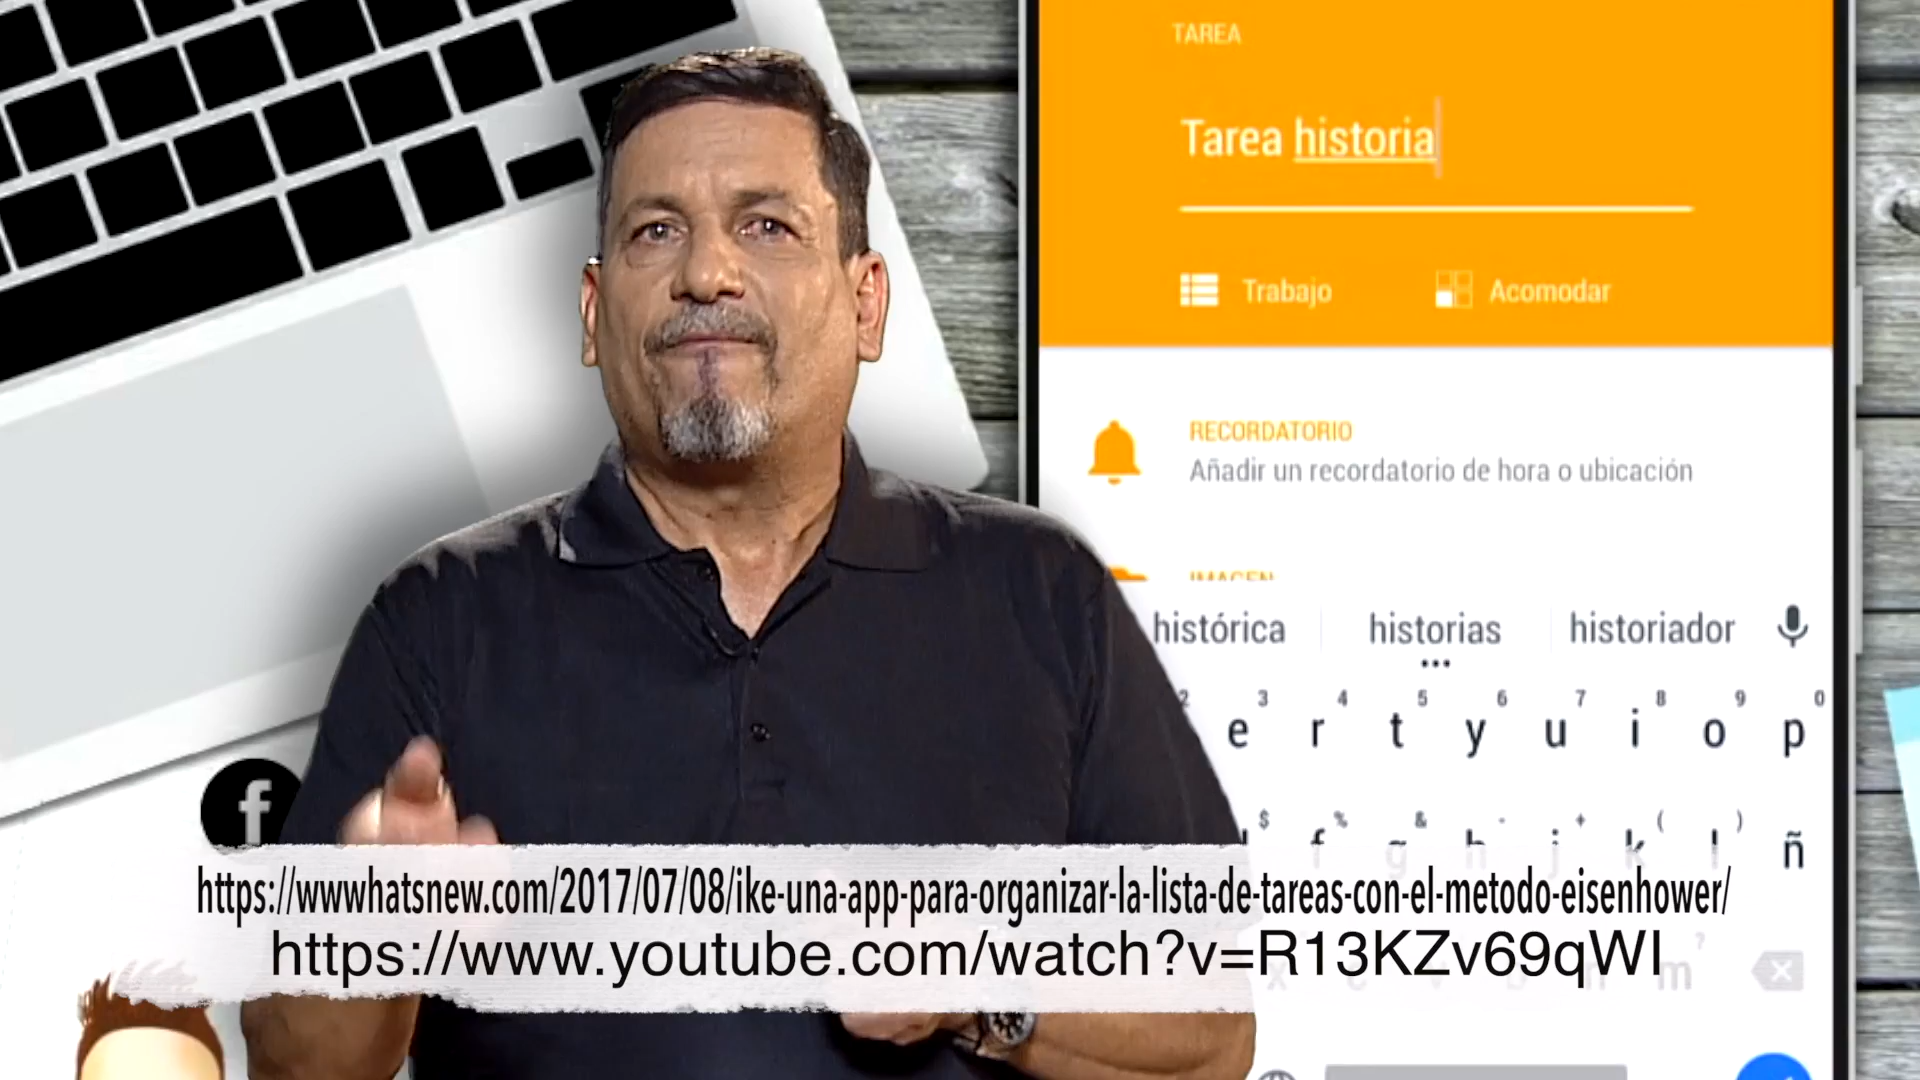 TAREA
Tarea historia
Trabajo
Acomodar
RECORDATORIO
Añadir un recordatorio de hora o ubicación
IMAGEN
histórica historias historiador
2 3 4 5 6 7 8 9 0
e r t y u i o p
$ % & - + ( )
f g h j k l ñ
f
https://wwwhatsnew.com/2017/07/08/ike-una-app-para-organizar-la-lista-de-tareas-con-el-metodo-eisenhower/
https://www.youtube.com/watch?v=R13KZv69qWI